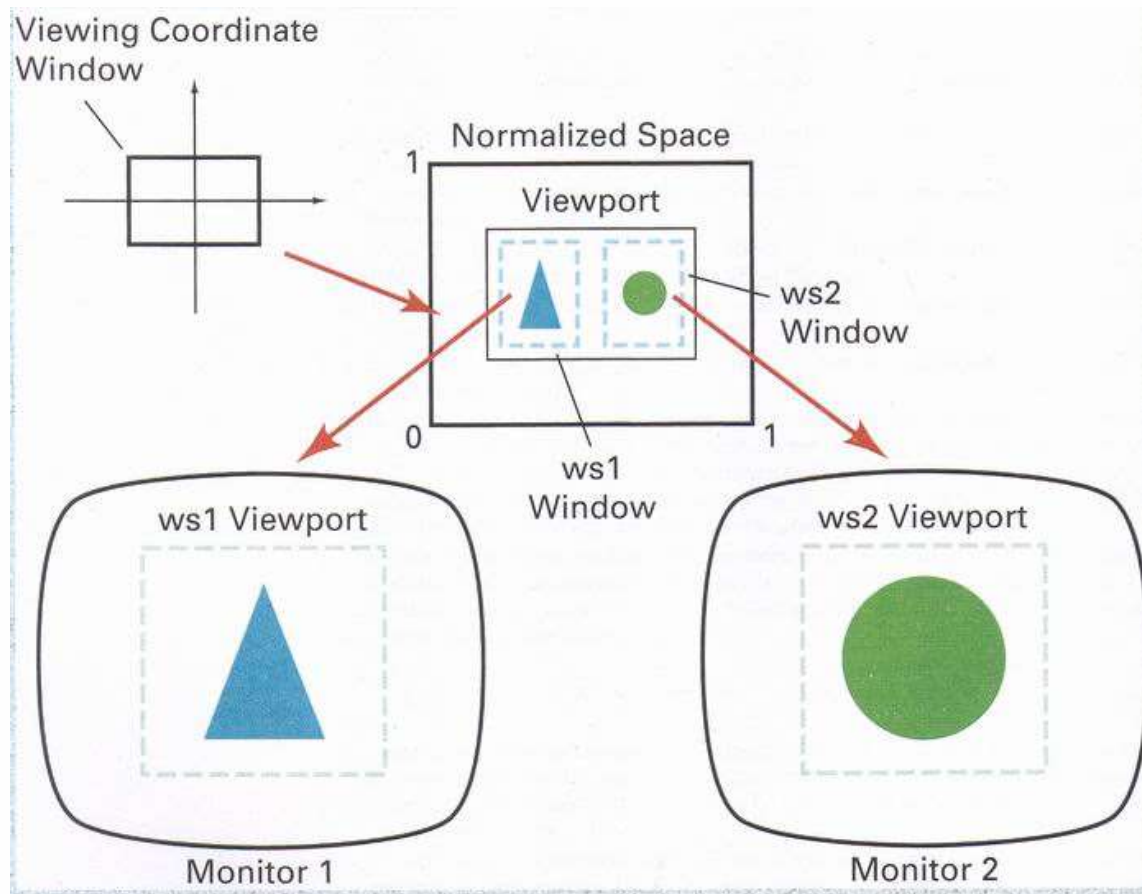 Viewing Coordinate
Window
Normalized Space
1
Viewport
ws2
Window
0
1
ws1
Window
ws1 Viewport
ws2 Viewport
Monitor 1
Monitor 2